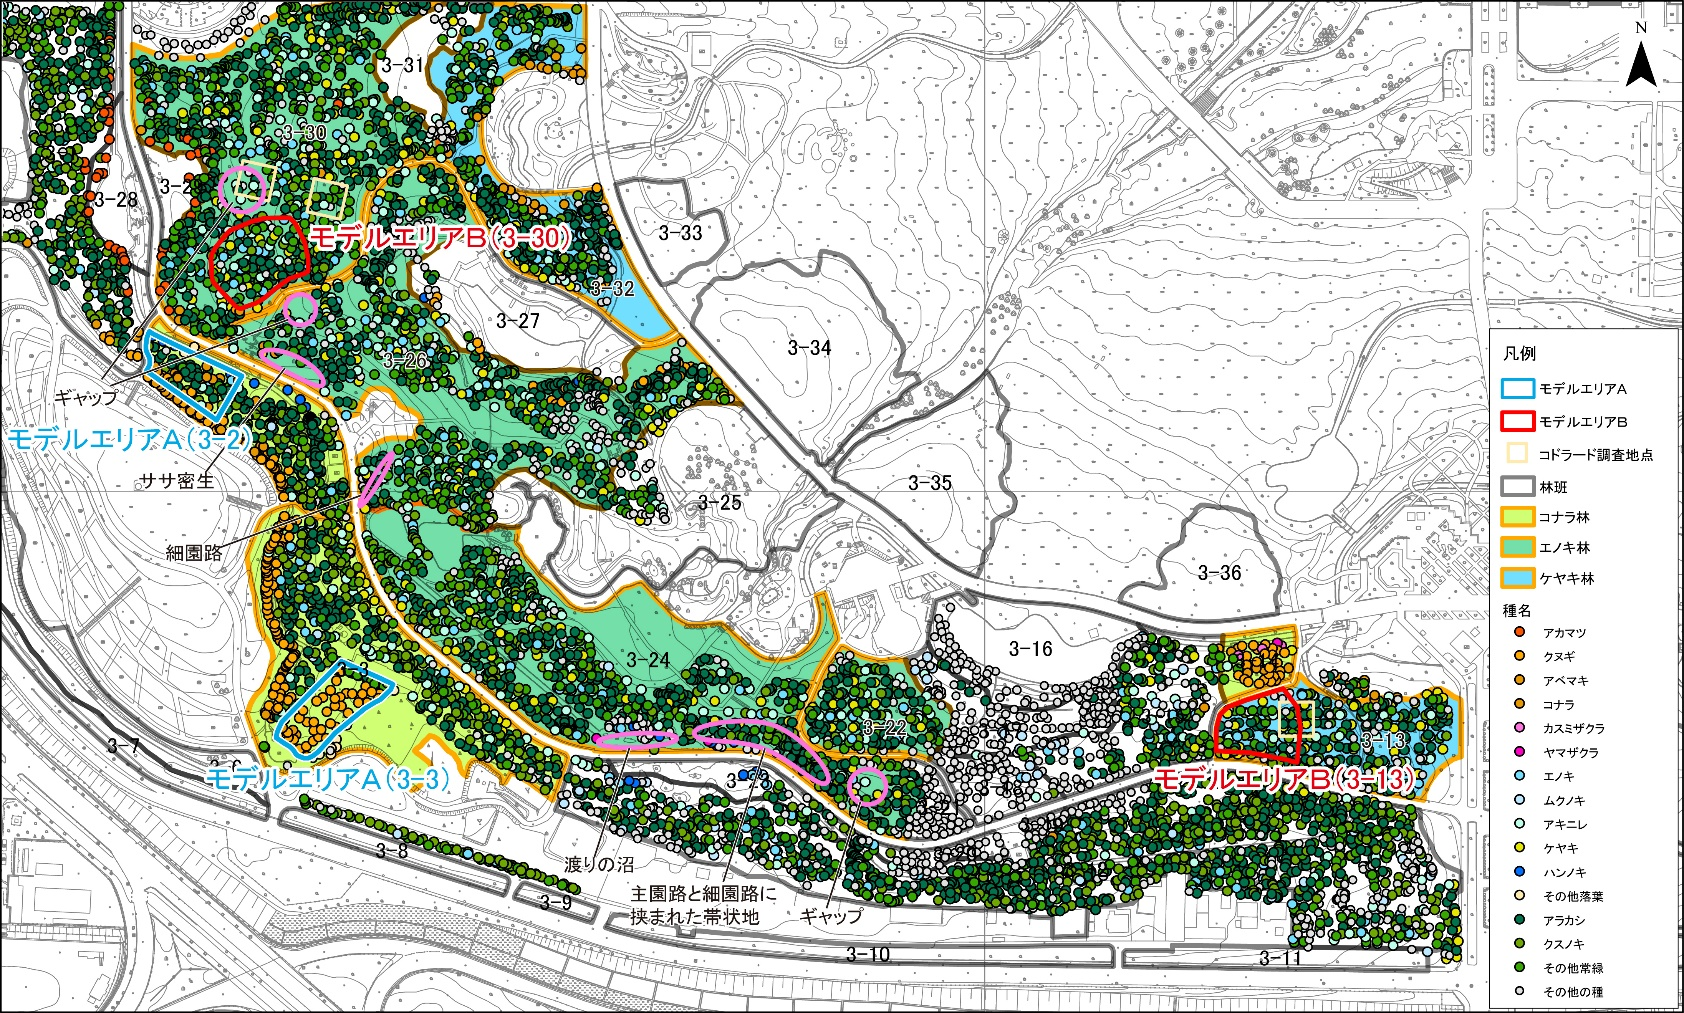 N
3-31
3-30
3-28
モデルエリアB(3-30)
3-33
3-32
3-27
3-34
3-26
ギャップ
モデルエリアA(3-2)
ササ密生
3-25
3-35
細園路
3-36
3-16
3-24
3-22
3-13
3-7
モデルエリアA(3-3)
モデルエリアB(3-13)
3-8
渡りの沼
主園路と細園路に
挟まれた帯状地
ギャップ
3-9
3-10
3-11
凡例
モデルエリアA
モデルエリアB
コドラード調査地点
林班
コナラ林
エノキ林
ケヤキ林
種名
アカマツ
クヌギ
アベマキ
コナラ
カスミザクラ
ヤマザクラ
エノキ
ムクノキ
アキニレ
ケヤキ
ハンノキ
その他落葉
アラカシ
クスノキ
その他常緑
その他の種